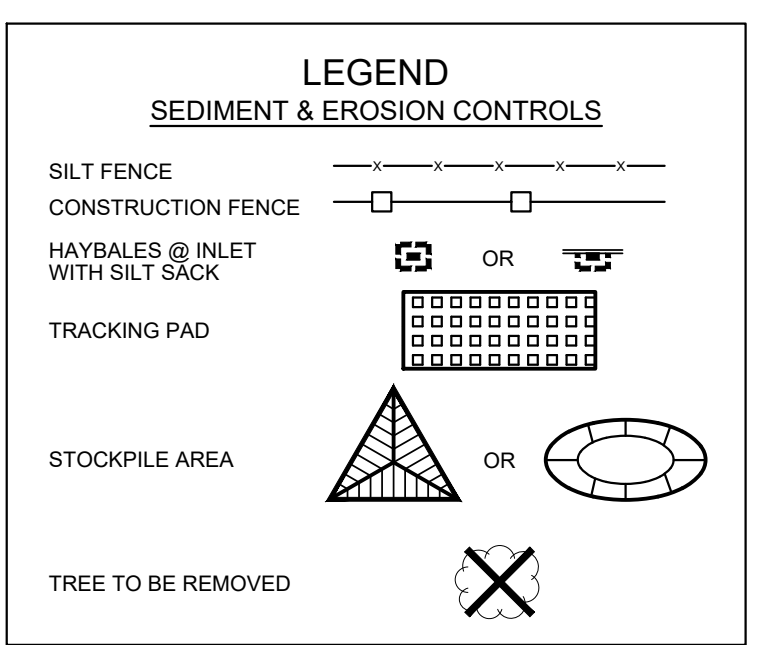 LEGEND
SEDIMENT & EROSION CONTROLS
SILT FENCE
x x x x x
CONSTRUCTION FENCE
HAYBALES @ INLET
WITH SILT SACK
OR
TRACKING PAD
STOCKPILE AREA
OR
TREE TO BE REMOVED